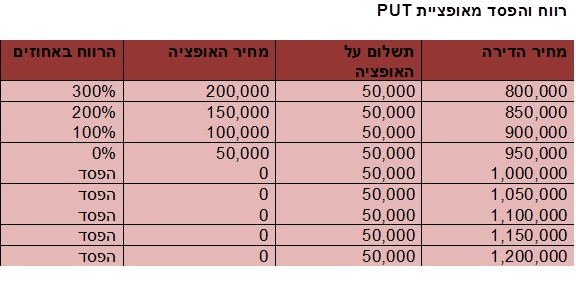 רווח והפסד מאופציית PUT
מחיר הדירה תשלום על האופציה מחיר האופציה הרווח באחוזים
800,000 50,000 200,000 300%
850,000 50,000 150,000 200%
900,000 50,000 100,000 100%
950,000 50,000 50,000 0%
1,000,000 50,000 0 הפסד
1,050,000 50,000 0 הפסד
1,100,000 50,000 0 הפסד
1,150,000 50,000 0 הפסד
1,200,000 50,000 0 הפסד